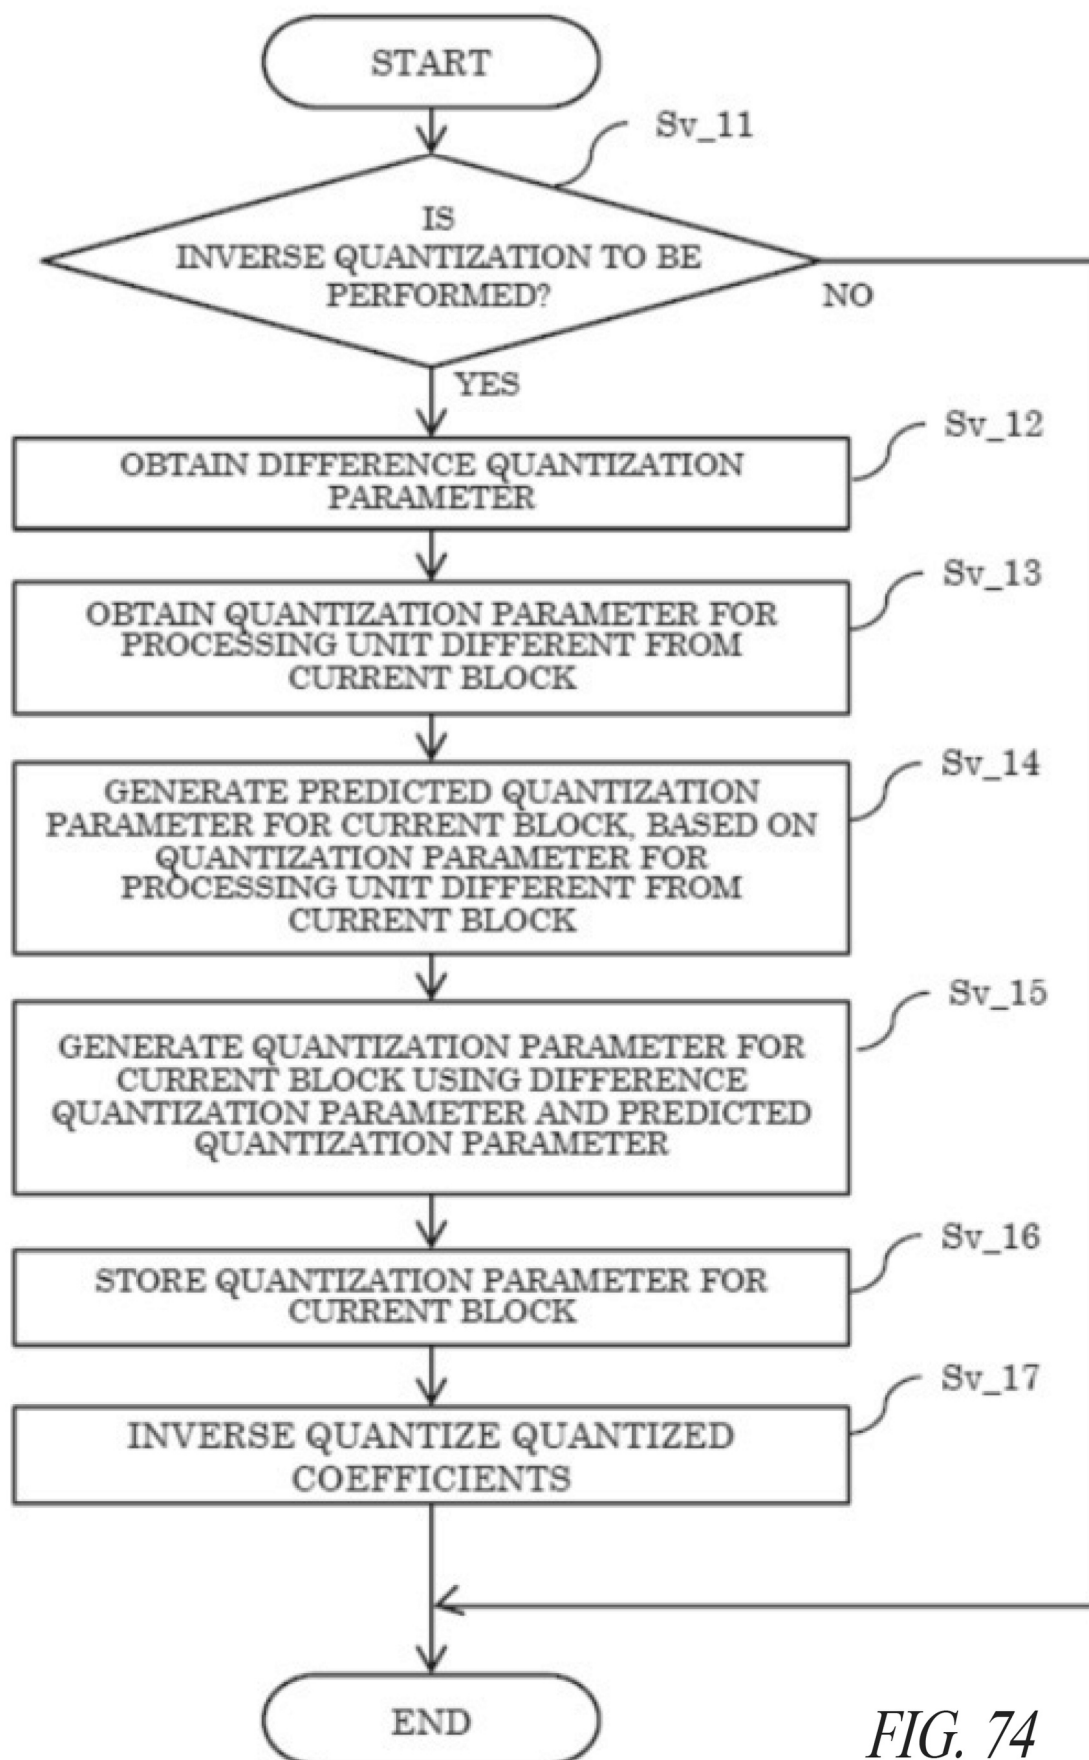 START
Sv_11
IS
INVERSE QUANTIZATION TO BE
PERFORMED?
NO
YES
Sv_12
OBTAIN DIFFERENCE QUANTIZATION
PARAMETER
Sv_13
OBTAIN QUANTIZATION PARAMETER FOR
PROCESSING UNIT DIFFERENT FROM
CURRENT BLOCK
Sv_14
GENERATE PREDICTED QUANTIZATION
PARAMETER FOR CURRENT BLOCK, BASED ON
QUANTIZATION PARAMETER FOR
PROCESSING UNIT DIFFERENT FROM
CURRENT BLOCK
Sv_15
GENERATE QUANTIZATION PARAMETER FOR
CURRENT BLOCK USING DIFFERENCE
QUANTIZATION PARAMETER AND PREDICTED
QUANTIZATION PARAMETER
Sv_16
STORE QUANTIZATION PARAMETER FOR
CURRENT BLOCK
Sv_17
INVERSE QUANTIZE QUANTIZED
COEFFICIENTS
END
FIG. 74